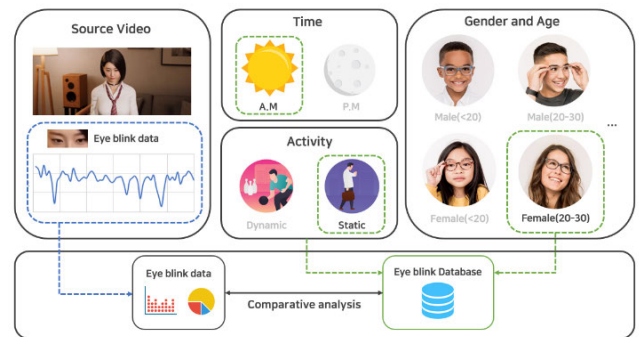 Source Video
Eye blink data
Time
A.M
P.M
Activity
Dynamic
Static
Gender and Age
Male(<20)
Male(20-30)
...
Female(<20)
Female(20-30)
Eye blink data
Comparative analysis
Eye blink Database